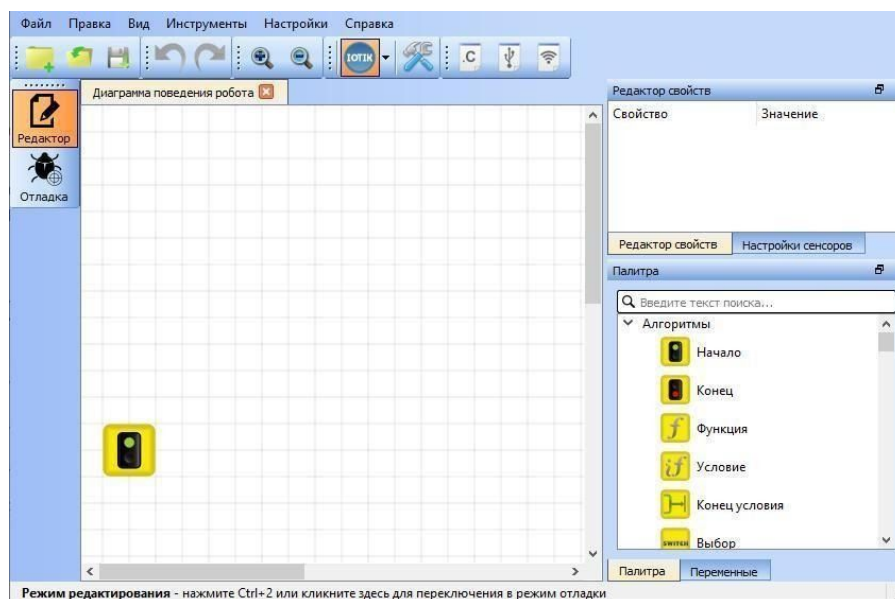 Файл Правка Вид Инструменты Настройки Справка
IOTIK
.C
Редактор
Отладка
Диаграмма поведения робота
Редактор свойств
Свойство Значение
Редактор свойств Настройки сенсоров
Палитра
Введите текст поиска...
Алгоритмы
Начало
Конец
f Функция
if Условие
Конец условия
SWITCH Выбор
Палитра Переменные
Режим редактирования - нажмите Ctrl+2 или кликните здесь для переключения в режим отладки